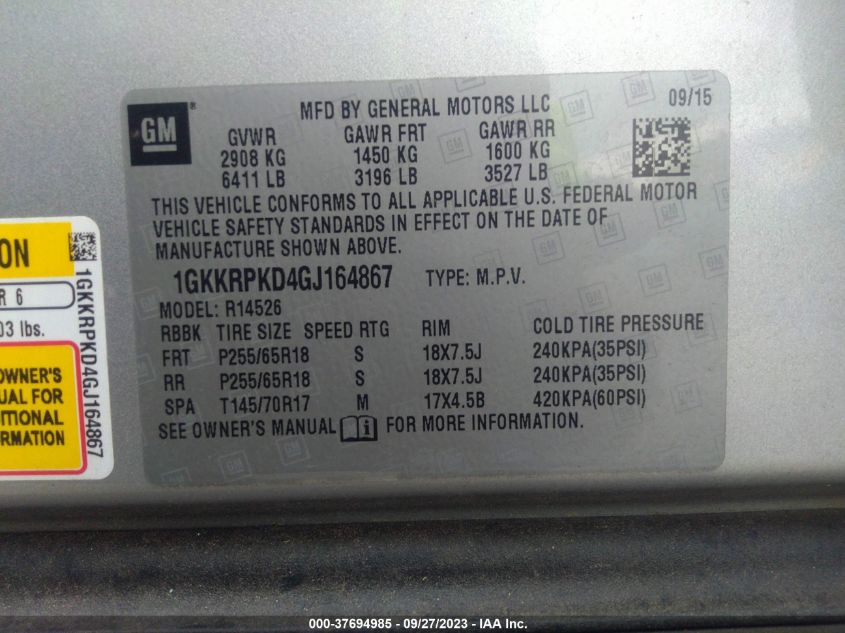 GM ®
MFD BY GENERAL MOTORS LLC 09/15
GVWR GAWR FRT GAWR RR
2908 KG 1450 KG 1600 KG
6411 LB 3196 LB 3527 LB
THIS VEHICLE CONFORMS TO ALL APPLICABLE U.S. FEDERAL MOTOR
VEHICLE SAFETY STANDARDS IN EFFECT ON THE DATE OF
MANUFACTURE SHOWN ABOVE.
1GKKRPKD4GJ164867 TYPE: M.P.V.
MODEL: R14526
RBBK TIRE SIZE SPEED RTG RIM COLD TIRE PRESSURE
FRT P255/65R18 S 18X7.5J 240KPA(35PSI)
RR P255/65R18 S 18X7.5J 240KPA(35PSI)
SPA T145/70R17 M 17X4.5B 420KPA(60PSI)
SEE OWNER'S MANUAL FOR MORE INFORMATION.
ON
R 6
03 lbs.
OWNER'S
UAL FOR
ITIONAL
RMATION
1GKKRPKD4GJ164867
000-37694985 - 09/27/2023 - IAA Inc.